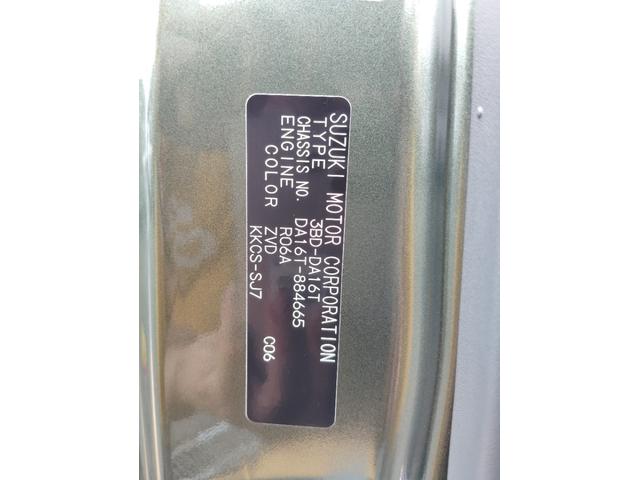 SUZUKI MOTOR CORPORATION
TYPE 3BD-DA16T
CHASSIS NO. DA16T-884665
ENGINE R06A
COLOR ZVD C06
KKCS-SJ7